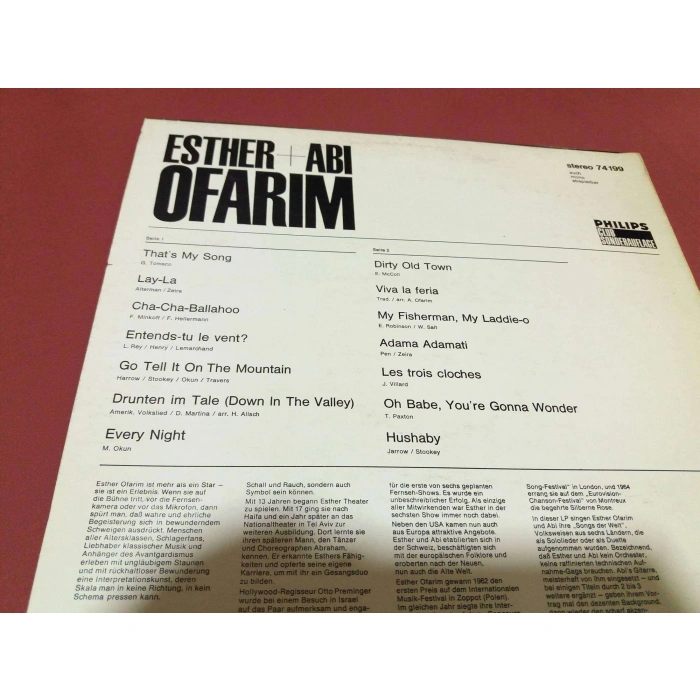 ESTHER + ABI
OFARIM
stereo 74199
auch
mono
abspielbar
PHILIPS
CLUB
SONDERAUFLAGE
Seite 1
That's My Song
G. Tomaco
Lay-La
Alterman / Zeira
Cha-Cha-Ballahoo
F. Minkoff / F. Hellermann
Entends-tu le vent?
L. Rey / Henry / Lemarchand
Go Tell It On The Mountain
Harrow / Stookey / Okun / Travers
Drunten im Tale (Down In The Valley)
Amerik. Volkslied / D. Martina / arr. H. Alisch
Every Night
M. Okun
Seite 2
Dirty Old Town
E. McColl
Viva la feria
Trad. / arr. A. Ofarim
My Fisherman, My Laddie-o
E. Robinson / W. Salt
Adama Adamati
Pen / Zeira
Les trois cloches
J. Villard
Oh Babe, You're Gonna Wonder
T. Paxton
Hushaby
Jarrow / Stookey
Esther Ofarim ist mehr als ein Star –
sie ist ein Erlebnis. Wenn sie auf
die Bühne tritt, vor die Fernseh-
kamera oder vor das Mikrofon, dann
spürt man, daß wahre und ehrliche
Begeisterung sich in bewunderndem
Schweigen ausdrückt. Menschen
aller Altersklassen, Schlagerfans,
Liebhaber klassischer Musik und
Anhänger des Avantgardismus
erleben mit ungläubigem Staunen
und mit rückhaltloser Bewunderung
eine Interpretationskunst, deren
Skala man in keine Richtung, in kein
Schema pressen kann.
Schall und Rauch, sondern auch
Symbol sein können.
Mit 13 Jahren begann Esther Theater
zu spielen. Mit 17 ging sie nach
Haifa und ein Jahr später an das
Nationaltheater in Tel Aviv zur
weiteren Ausbildung. Dort lernte sie
ihren späteren Mann, den Tänzer
und Choreographen Abraham,
kennen. Er erkannte Esthers Fähig-
keiten und opferte seine eigene
Karriere, um mit ihr ein Gesangsduo
zu bilden.
Hollywood-Regisseur Otto Preminger
wurde bei einem Besuch in Israel
auf das Paar aufmerksam und enga-
für die erste von sechs geplanten
Fernseh-Shows. Es wurde ein
unbeschreiblicher Erfolg. Als einzige
aller Mitwirkenden war Esther in der
sechsten Show immer noch dabei.
Neben den USA kamen nun auch
aus Europa attraktive Angebote.
Esther und Abi etablierten sich in
der Schweiz, beschäftigten sich
mit der europäischen Folklore und
eroberten nach der Neuen,
nun auch die Alte Welt.
Esther Ofarim gewann 1962 den
ersten Preis auf dem Internationalen
Musik-Festival in Zoppot (Polen).
Im gleichen Jahr siegte ihre Inter-
Song-Festival" in London, und 1964
errang sie auf dem „Eurovision-
Chanson-Festival" von Montreux
die begehrte Silberne Rose.
In dieser LP singen Esther Ofarim
und Abi ihre „Songs der Welt",
Volksweisen aus sechs Ländern, die
als Sololieder oder als Duette
aufgenommen wurden. Bezeichnend,
daß Esther und Abi kein Orchester,
keine raffinierten technischen Auf-
nahme-Gags brauchen. Abi's Gitarre,
meisterhaft von ihm eingesetzt – und
bei einigen Titeln durch 2 bis 3
weitere ergänzt – geben ihrem Vor-
trag mal den dezenten Background,